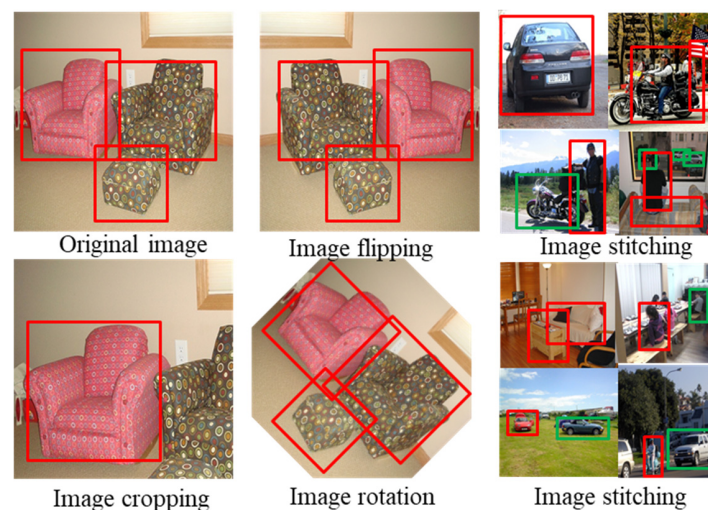 Original image
Image flipping
Image stitching
Image cropping
Image rotation
Image stitching